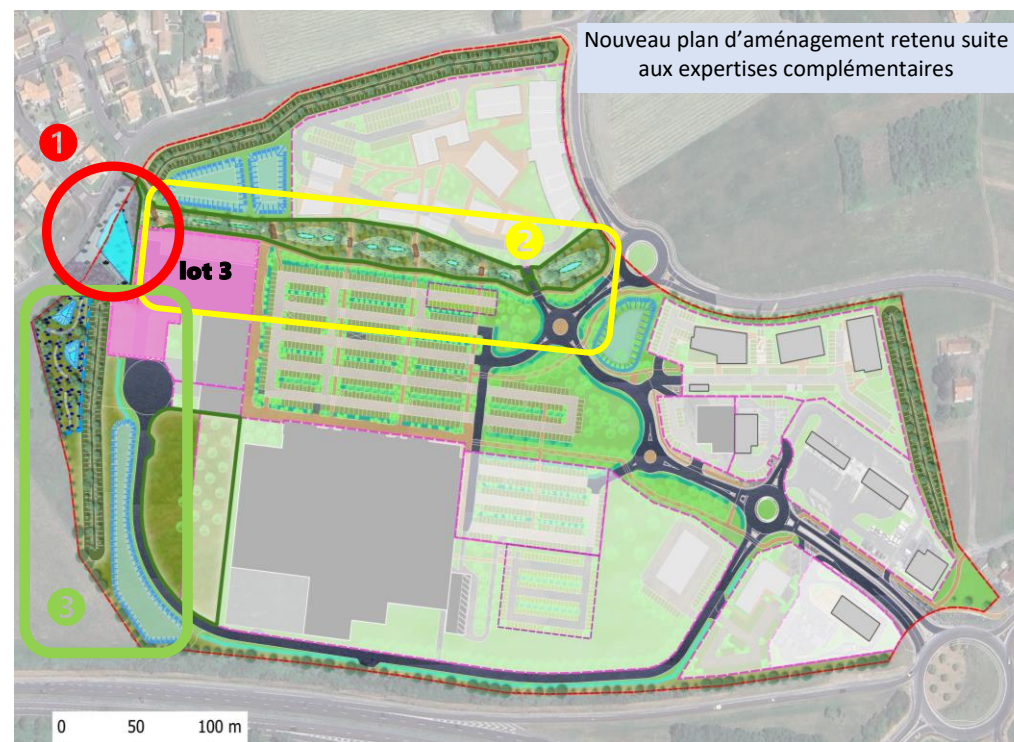 Nouveau plan d'aménagement retenu suite
aux expertises complémentaires
1
2
lot 3
3
0 50 100 m